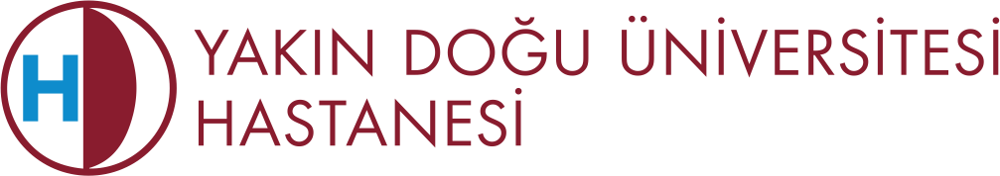 H
YAKIN DOĞU ÜNİVERSİTESİ
HASTANESİ